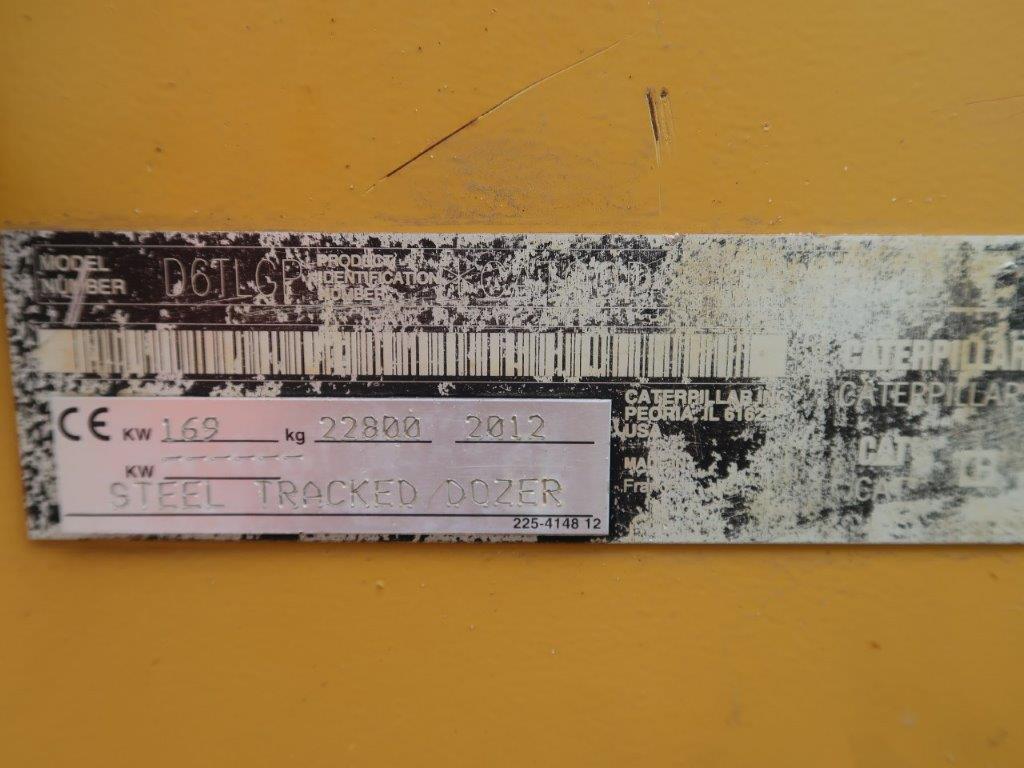 MODEL NUMBER D6TLGP PRODUCT IDENTIFICATION NUMBER
CE KW 169 kg 22800 2012
KW ------
STEEL TRACKED DOZER
225-4148 12
CATERPILLAR INC
PEORIA, IL
USA
CATERPILLAR
CATERPILLAR
CAT
CAT